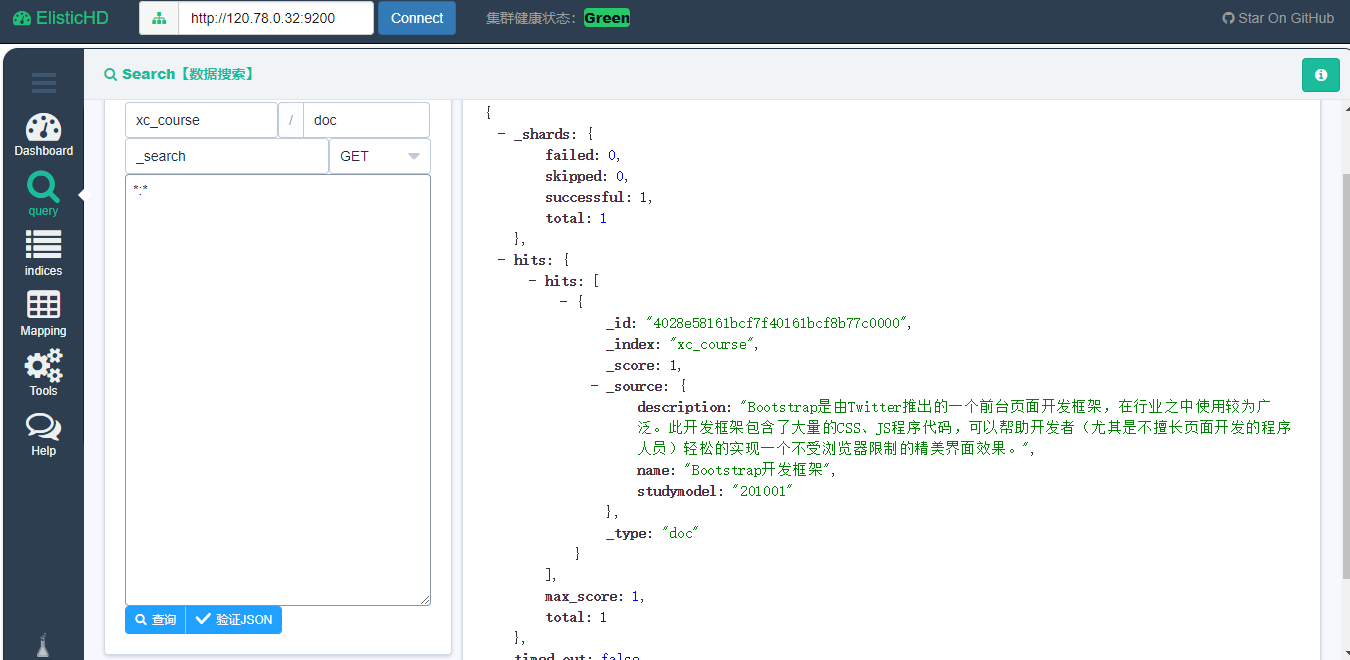 ElisticHD
http://120.78.0.32:9200
Connect
集群健康状态: Green
Star On GitHub
Search【数据搜索】
Dashboard
query
indices
Mapping
Tools
Help
xc_course / doc
_search GET
*:*
查询 验证JSON
{
− _shards: {
failed: 0,
skipped: 0,
successful: 1,
total: 1
},
− hits: {
− hits: [
− {
_id: "4028e58161bcf7f40161bcf8b77c0000",
_index: "xc_course",
_score: 1,
− _source: {
description: "Bootstrap是由Twitter推出的一个前台页面开发框架，在行业之中使用较为广
泛。此开发框架包含了大量的CSS、JS程序代码，可以帮助开发者（尤其是不擅长页面开发的程序
人员）轻松的实现一个不受浏览器限制的精美界面效果。",
name: "Bootstrap开发框架",
studymodel: "201001"
},
_type: "doc"
}
],
max_score: 1,
total: 1
},
timed_out: false